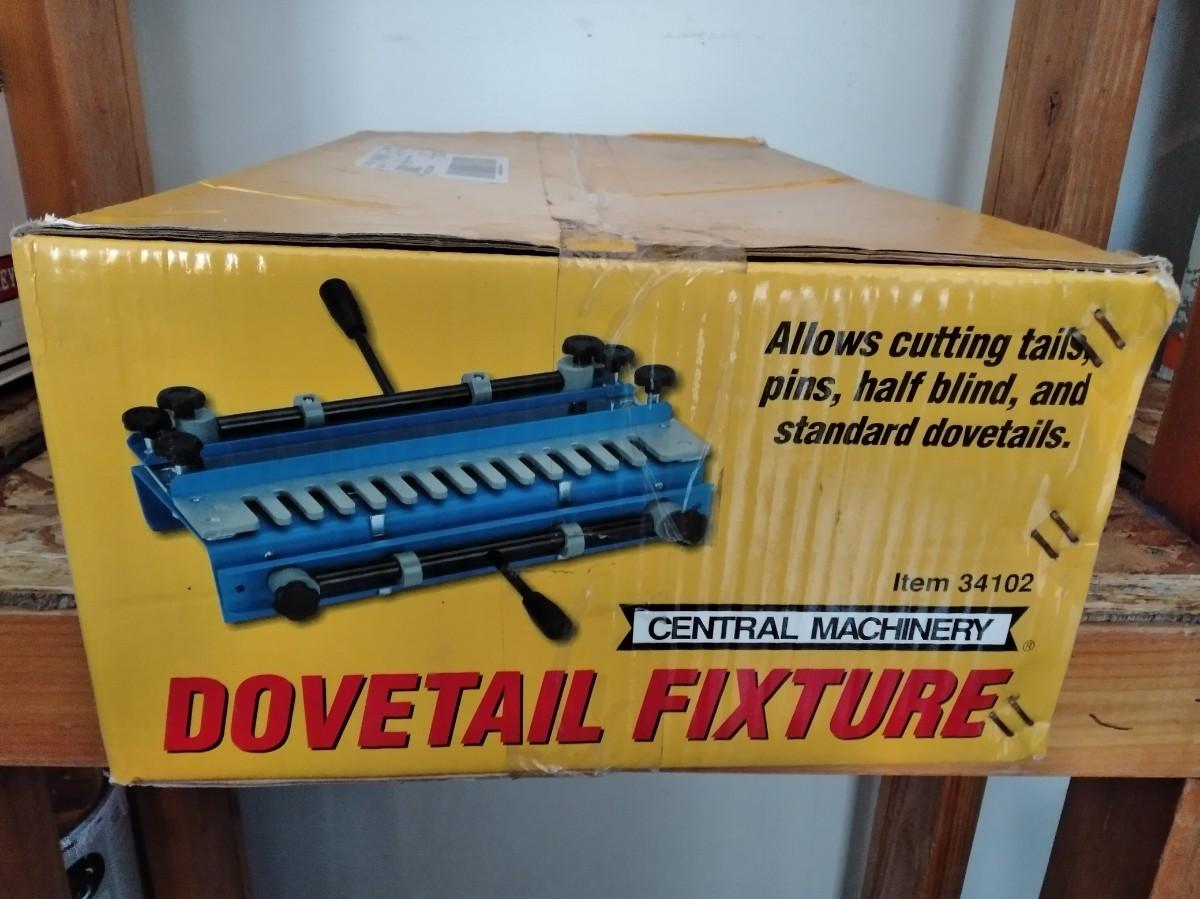 Allows cutting tails,
pins, half blind, and
standard dovetails.
Item 34102
CENTRAL MACHINERY®
DOVETAIL FIXTURE